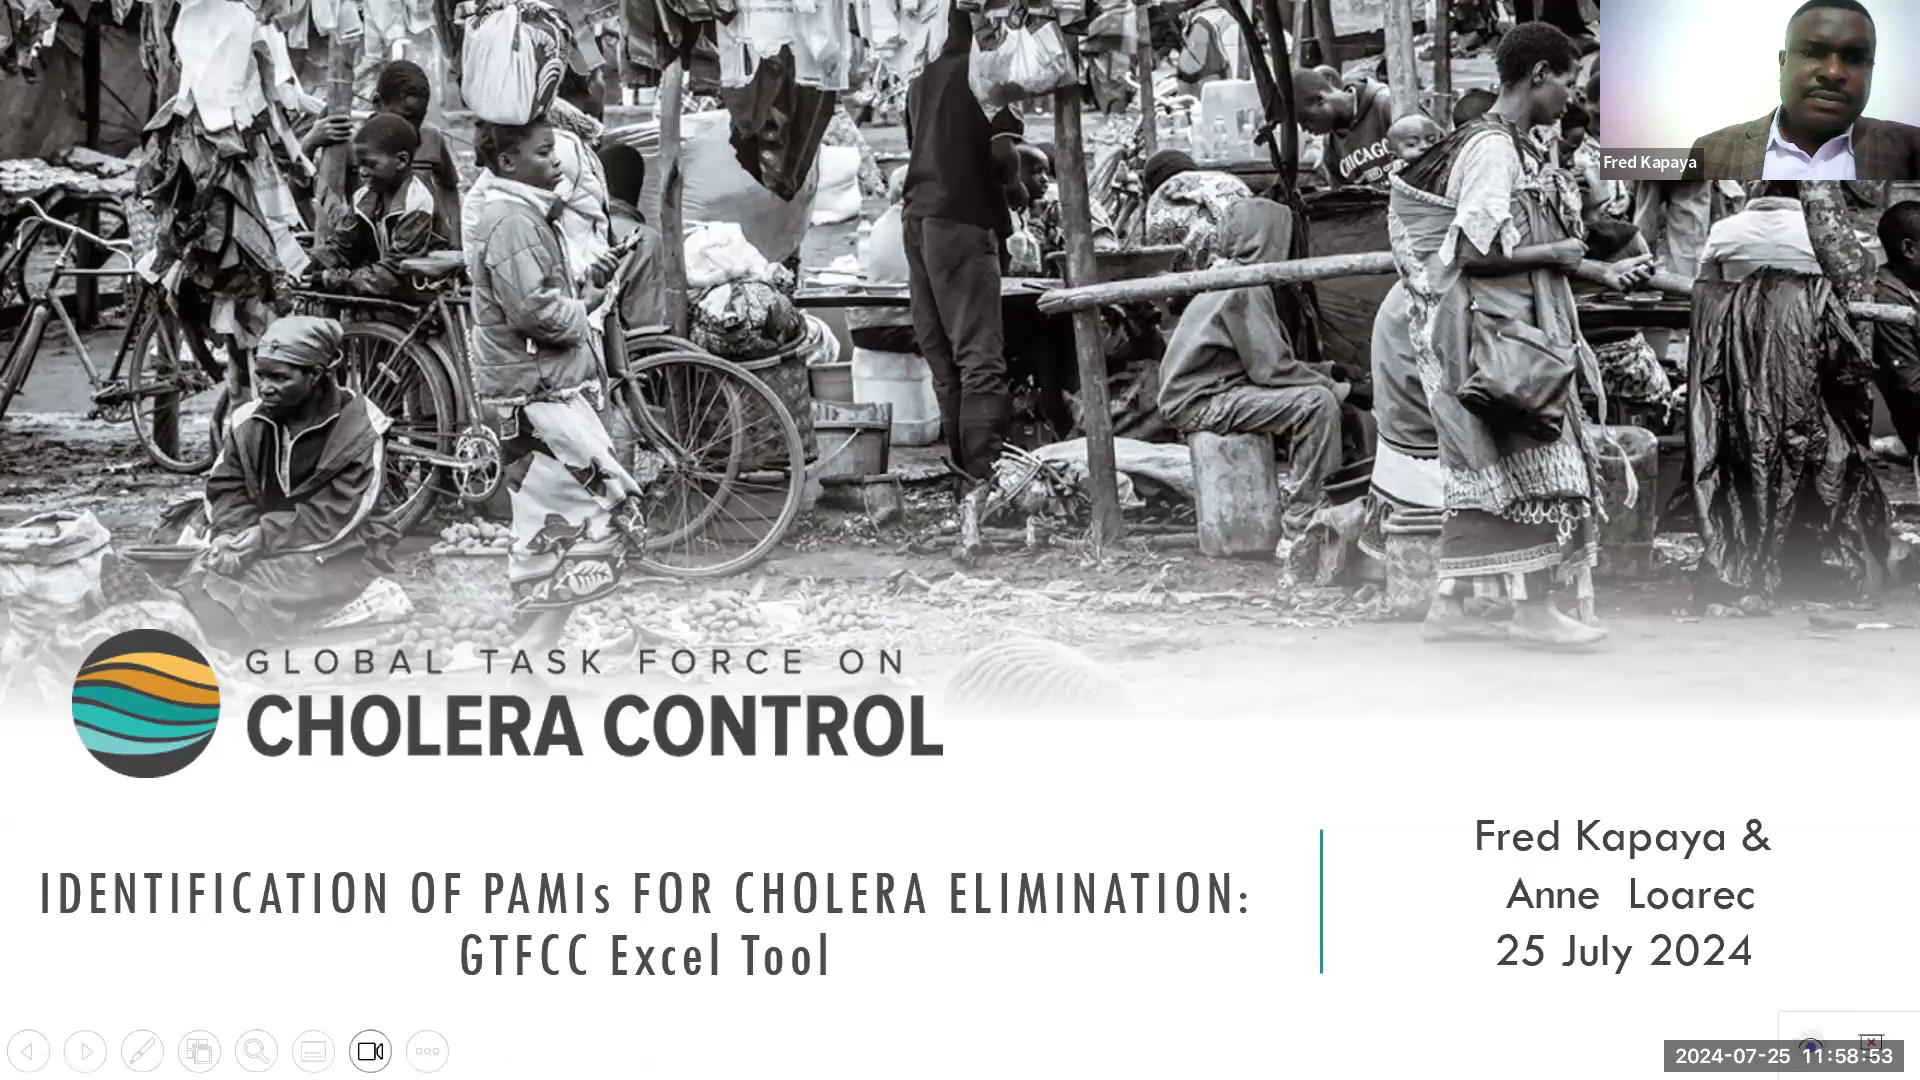 CHICAGO
Fred Kapaya
GLOBAL TASK FORCE ON
CHOLERA CONTROL
IDENTIFICATION OF PAMIs FOR CHOLERA ELIMINATION:
GTFCC Excel Tool
Fred Kapaya &
Anne Loarec
25 July 2024
2024-07-25 11:58:53